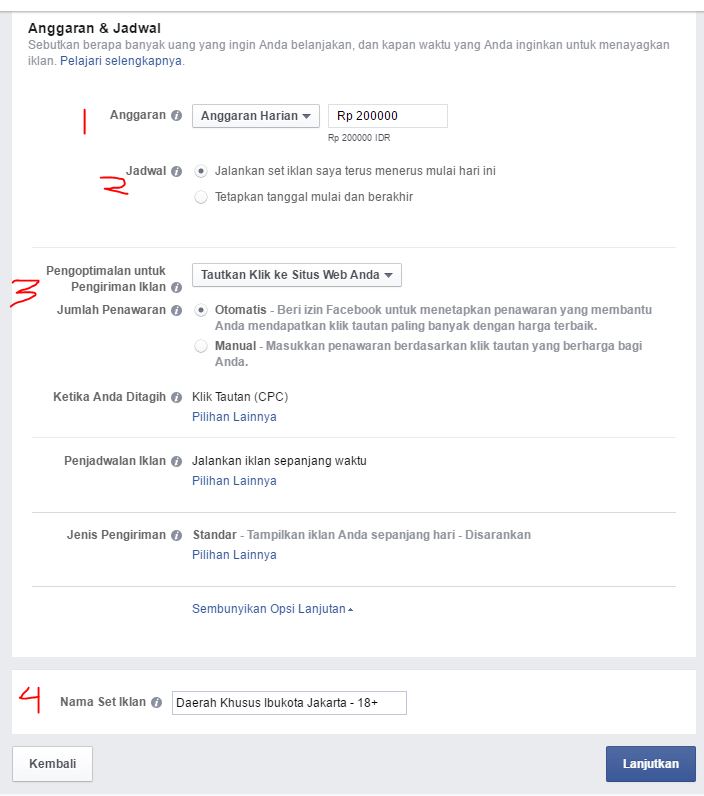 Anggaran & Jadwal
Sebutkan berapa banyak uang yang ingin Anda belanjakan, dan kapan waktu yang Anda inginkan untuk menayagkan
iklan. Pelajari selengkapnya.
1 Anggaran i Anggaran Harian Rp 200000
Rp 200000 IDR
2 Jadwal i Jalankan set iklan saya terus menerus mulai hari ini
Tetapkan tanggal mulai dan berakhir
3 Pengoptimalan untuk
Pengiriman Iklan i Tautkan Klik ke Situs Web Anda
Jumlah Penawaran i Otomatis - Beri izin Facebook untuk menetapkan penawaran yang membantu
Anda mendapatkan klik tautan paling banyak dengan harga terbaik.
Manual - Masukkan penawaran berdasarkan klik tautan yang berharga bagi
Anda.
Ketika Anda Ditagih i Klik Tautan (CPC)
Pilihan Lainnya
Penjadwalan Iklan i Jalankan iklan sepanjang waktu
Pilihan Lainnya
Jenis Pengiriman i Standar - Tampilkan iklan Anda sepanjang hari - Disarankan
Pilihan Lainnya
Sembunyikan Opsi Lanjutan
4 Nama Set Iklan i Daerah Khusus Ibukota Jakarta - 18+
Kembali Lanjutkan